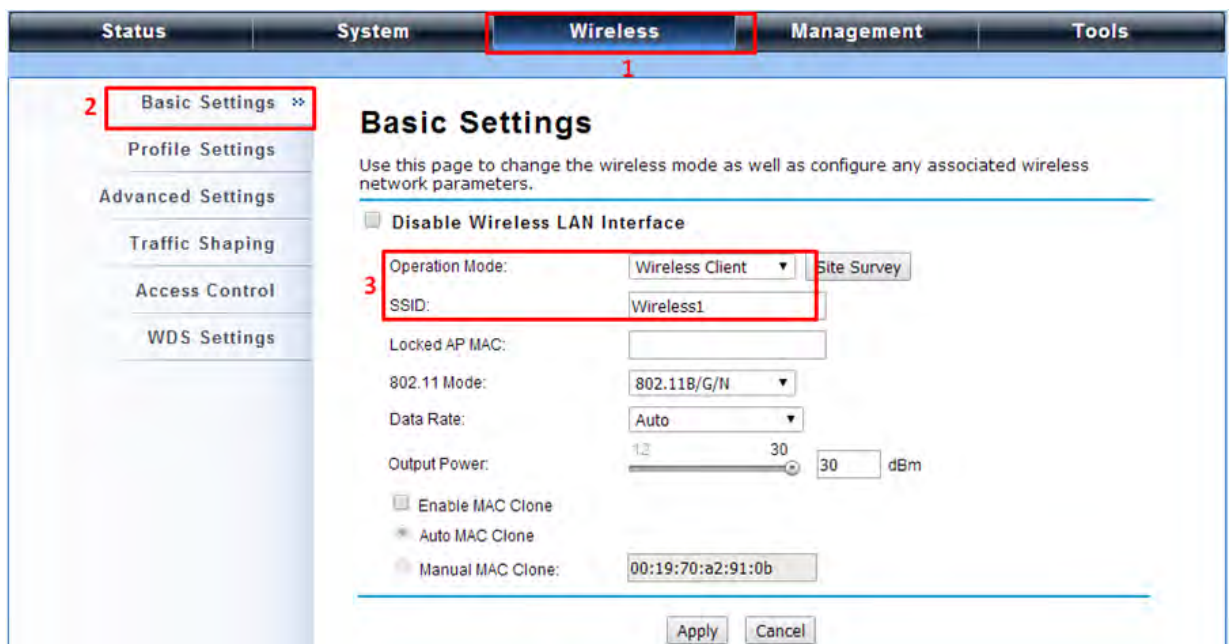 Status System Wireless Management Tools
1
2 Basic Settings »
Profile Settings
Advanced Settings
Traffic Shaping
Access Control
WDS Settings
Basic Settings
Use this page to change the wireless mode as well as configure any associated wireless
network parameters.
Disable Wireless LAN Interface
3
Operation Mode: Wireless Client Site Survey
SSID: Wireless1
Locked AP MAC:
802.11 Mode: 802.11B/G/N
Data Rate: Auto
12 30
Output Power: 30 dBm
Enable MAC Clone
Auto MAC Clone
Manual MAC Clone: 00:19:70:a2:91:0b
Apply Cancel